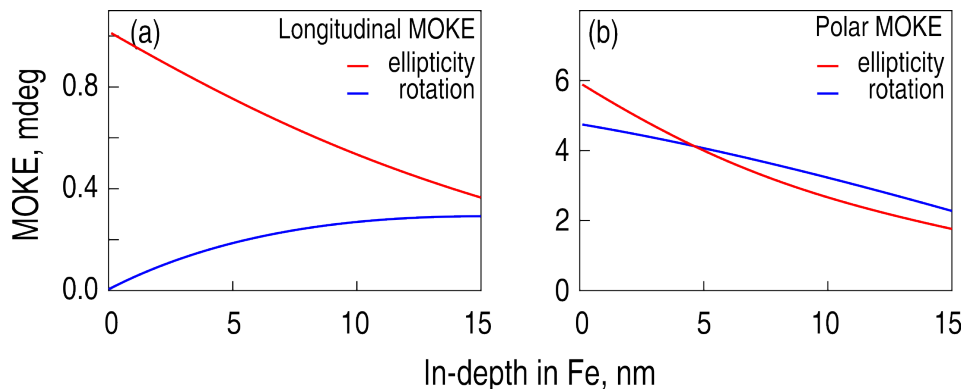 (a) Longitudinal MOKE
ellipticity
rotation
0.8
0.4
0.0
0 5 10 15
MOKE, mdeg
(b) Polar MOKE
ellipticity
rotation
6
4
2
0
0 5 10 15
In-depth in Fe, nm